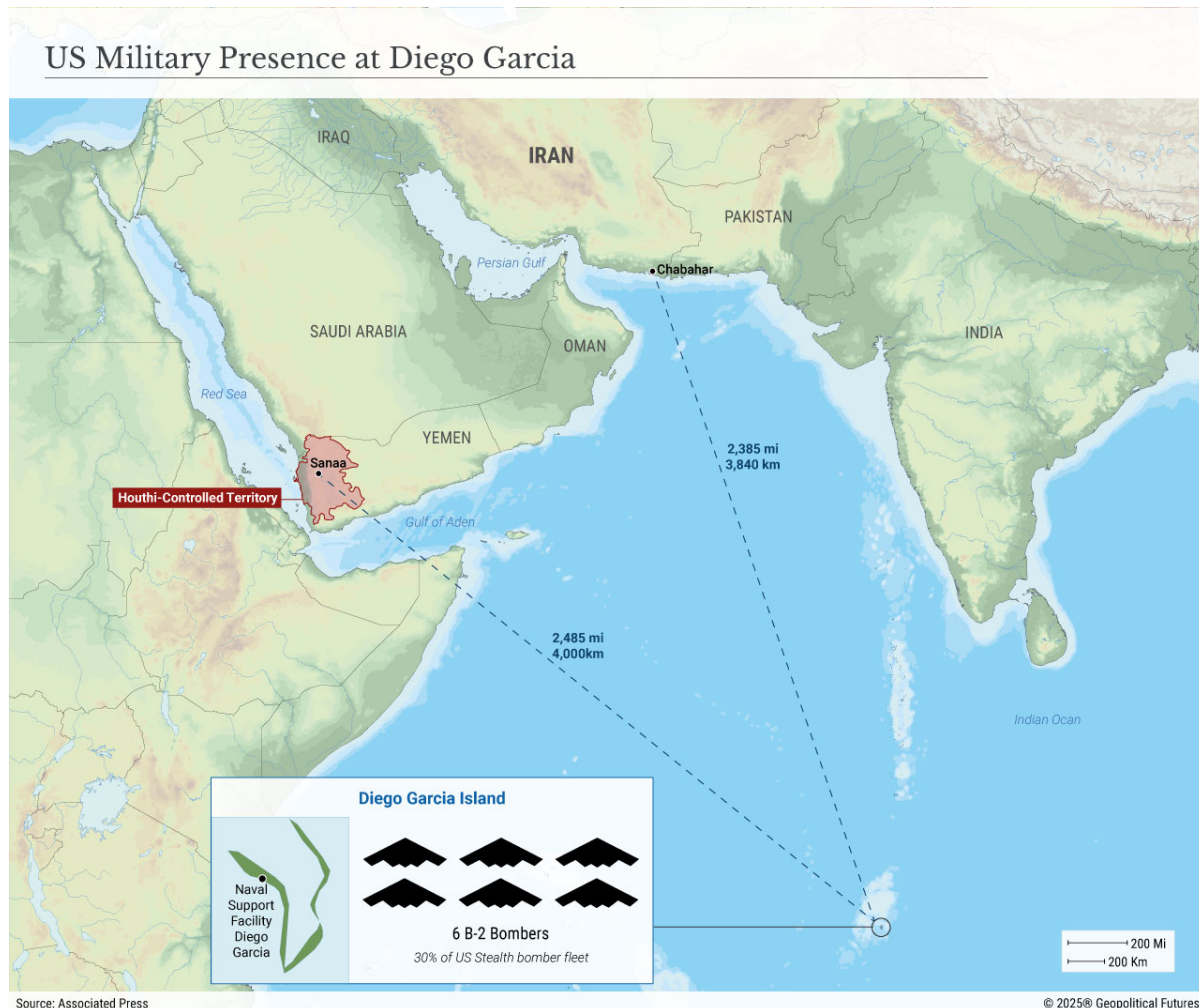 US Military Presence at Diego Garcia
IRAQ
IRAN
PAKISTAN
Persian Gulf
Chabahar
SAUDI ARABIA
OMAN
INDIA
Red Sea
YEMEN
2,385 mi
3,840 km
Sanaa
Houthi-Controlled Territory
Gulf of Aden
2,485 mi
4,000km
Indian Ocan
Diego Garcia Island
Naval
Support
Facility
Diego
Garcia
6 B-2 Bombers
30% of US Stealth bomber fleet
200 Mi
200 Km
Source: Associated Press
© 2025® Geopolitical Futures